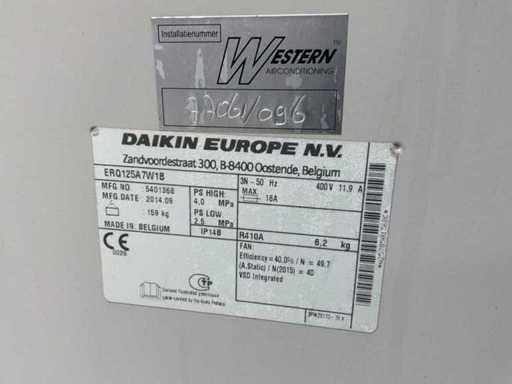 Installatienummer
WESTERN
AIRCONDITIONING
DAIKIN EUROPE N.V.
Zandvoordestraat 300, B-8400 Oostende, Belgium
ERQ125A7W1B
MFG.NO : 5401368
MFG.DATE : 2014.09
: 159 kg
MADE IN: BELGIUM
PS HIGH:
4,0 MPa
PS LOW :
2,5 MPa
IP14B
3N~50 Hz 400V 11,9 A
MAX
16A
R410A 6,2 kg
FAN:
Efficiency = 40,0% / N = 49,7
(A.Static) / N(2015) = 40
VSD Integrated
CE